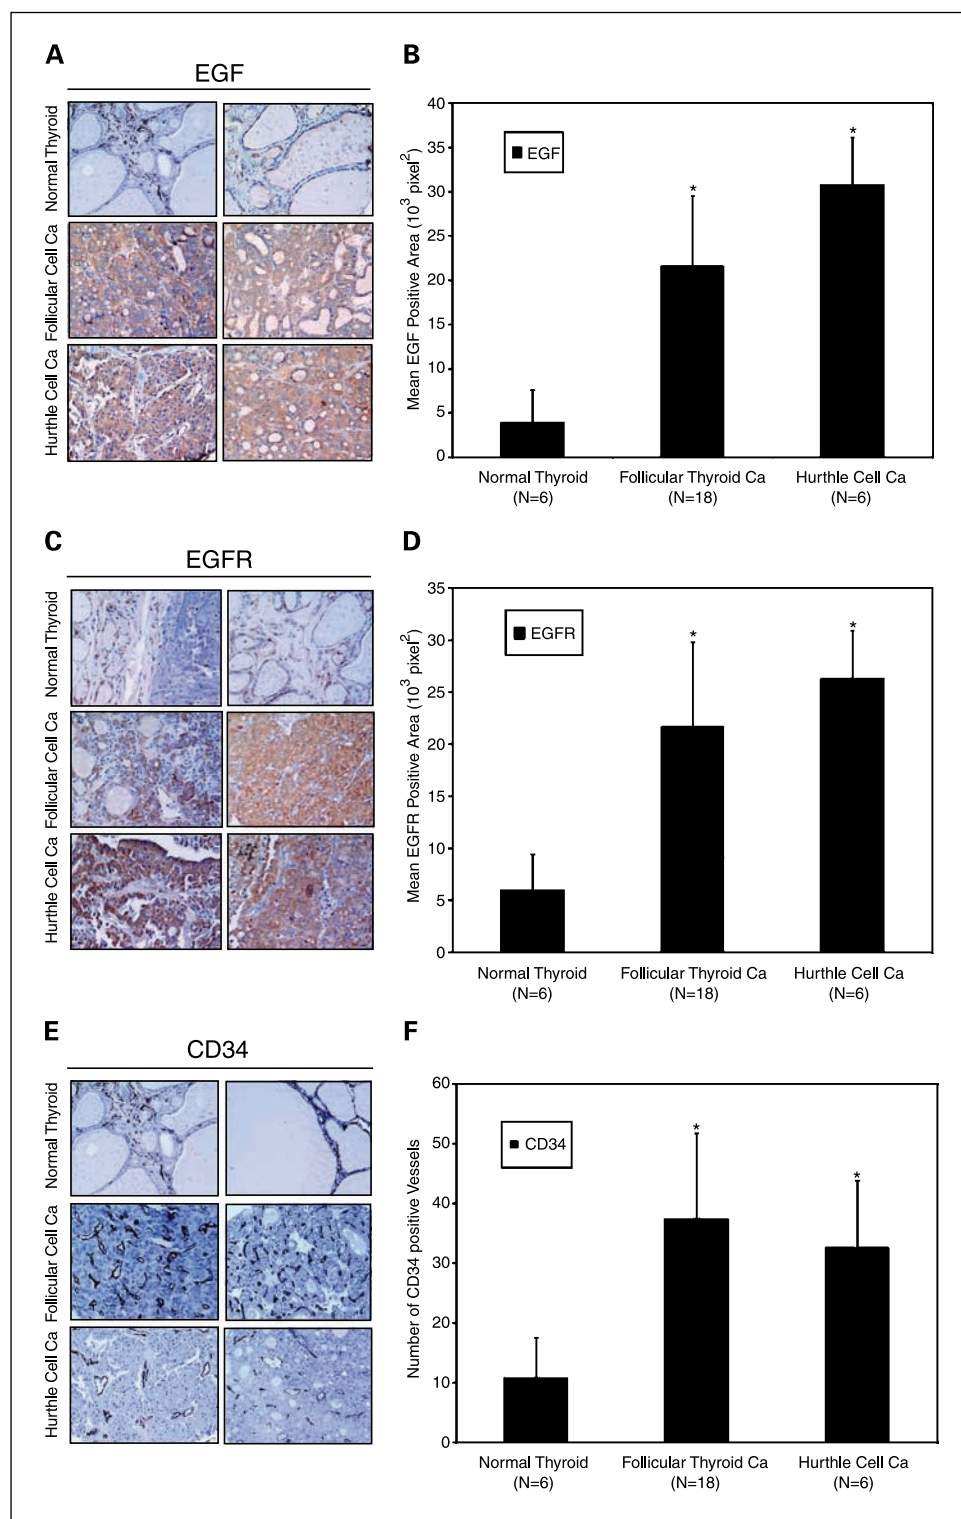 A
EGF
Normal Thyroid
Follicular Cell Ca
Hurthle Cell Ca
B
Mean EGF Positive Area (10³ pixel²)
40
35
30
25
20
15
10
5
0
EGF
*
*
Normal Thyroid
(N=6)
Follicular Thyroid Ca
(N=18)
Hurthle Cell Ca
(N=6)
C
EGFR
Normal Thyroid
Follicular Cell Ca
Hurthle Cell Ca
D
Mean EGFR Positive Area (10³ pixel²)
35
30
25
20
15
10
5
0
EGFR
*
*
Normal Thyroid
(N=6)
Follicular Thyroid Ca
(N=18)
Hurthle Cell Ca
(N=6)
E
CD34
Normal Thyroid
Follicular Cell Ca
Hurthle Cell Ca
F
Number of CD34 positive Vessels
60
50
40
30
20
10
0
CD34
*
*
Normal Thyroid
(N=6)
Follicular Thyroid Ca
(N=18)
Hurthle Cell Ca
(N=6)